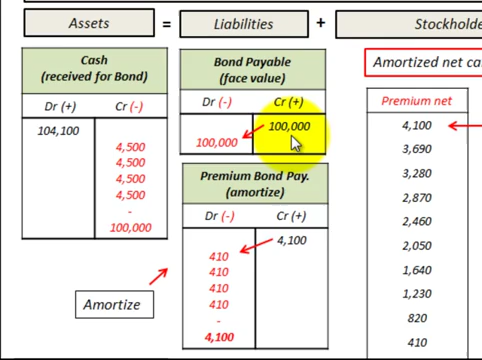 Assets = Liabilities +
Cash
(received for Bond)
Dr (+) Cr (-)
104,100
4,500
4,500
4,500
4,500
-
100,000
Bond Payable
(face value)
Dr (-) Cr (+)
100,000
100,000
Premium Bond Pay.
(amortize)
Dr (-) Cr (+)
4,100
410
410
410
410
-
4,100
Amortize
Stockholde
Amortized net ca
Premium net
4,100
3,690
3,280
2,870
2,460
2,050
1,640
1,230
820
410